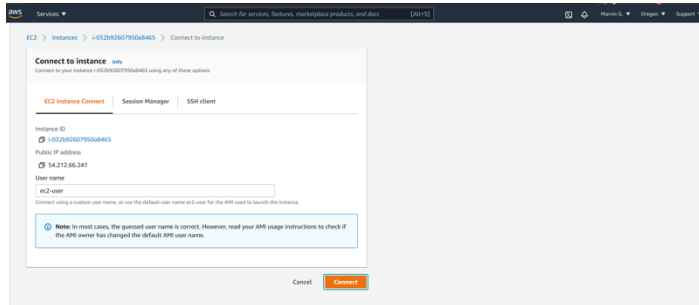 aws
Services ▼
Search for services, features, marketplace products, and docs
[Alt+S]
Marvin G. ▼
Oregon ▼
Support
EC2 > Instances > i-032b92607950a8465 > Connect to instance
Connect to instance Info
Connect to your instance i-032b92607950a8465 using any of these options
EC2 Instance Connect
Session Manager
SSH client
Instance ID
i-032b92607950a8465
Public IP address
54.212.66.241
User name
ec2-user
Connect using a custom user name, or use the default user name ec2-user for the AMI used to launch the instance.
Note: In most cases, the guessed user name is correct. However, read your AMI usage instructions to check if
the AMI owner has changed the default AMI user name.
Cancel
Connect